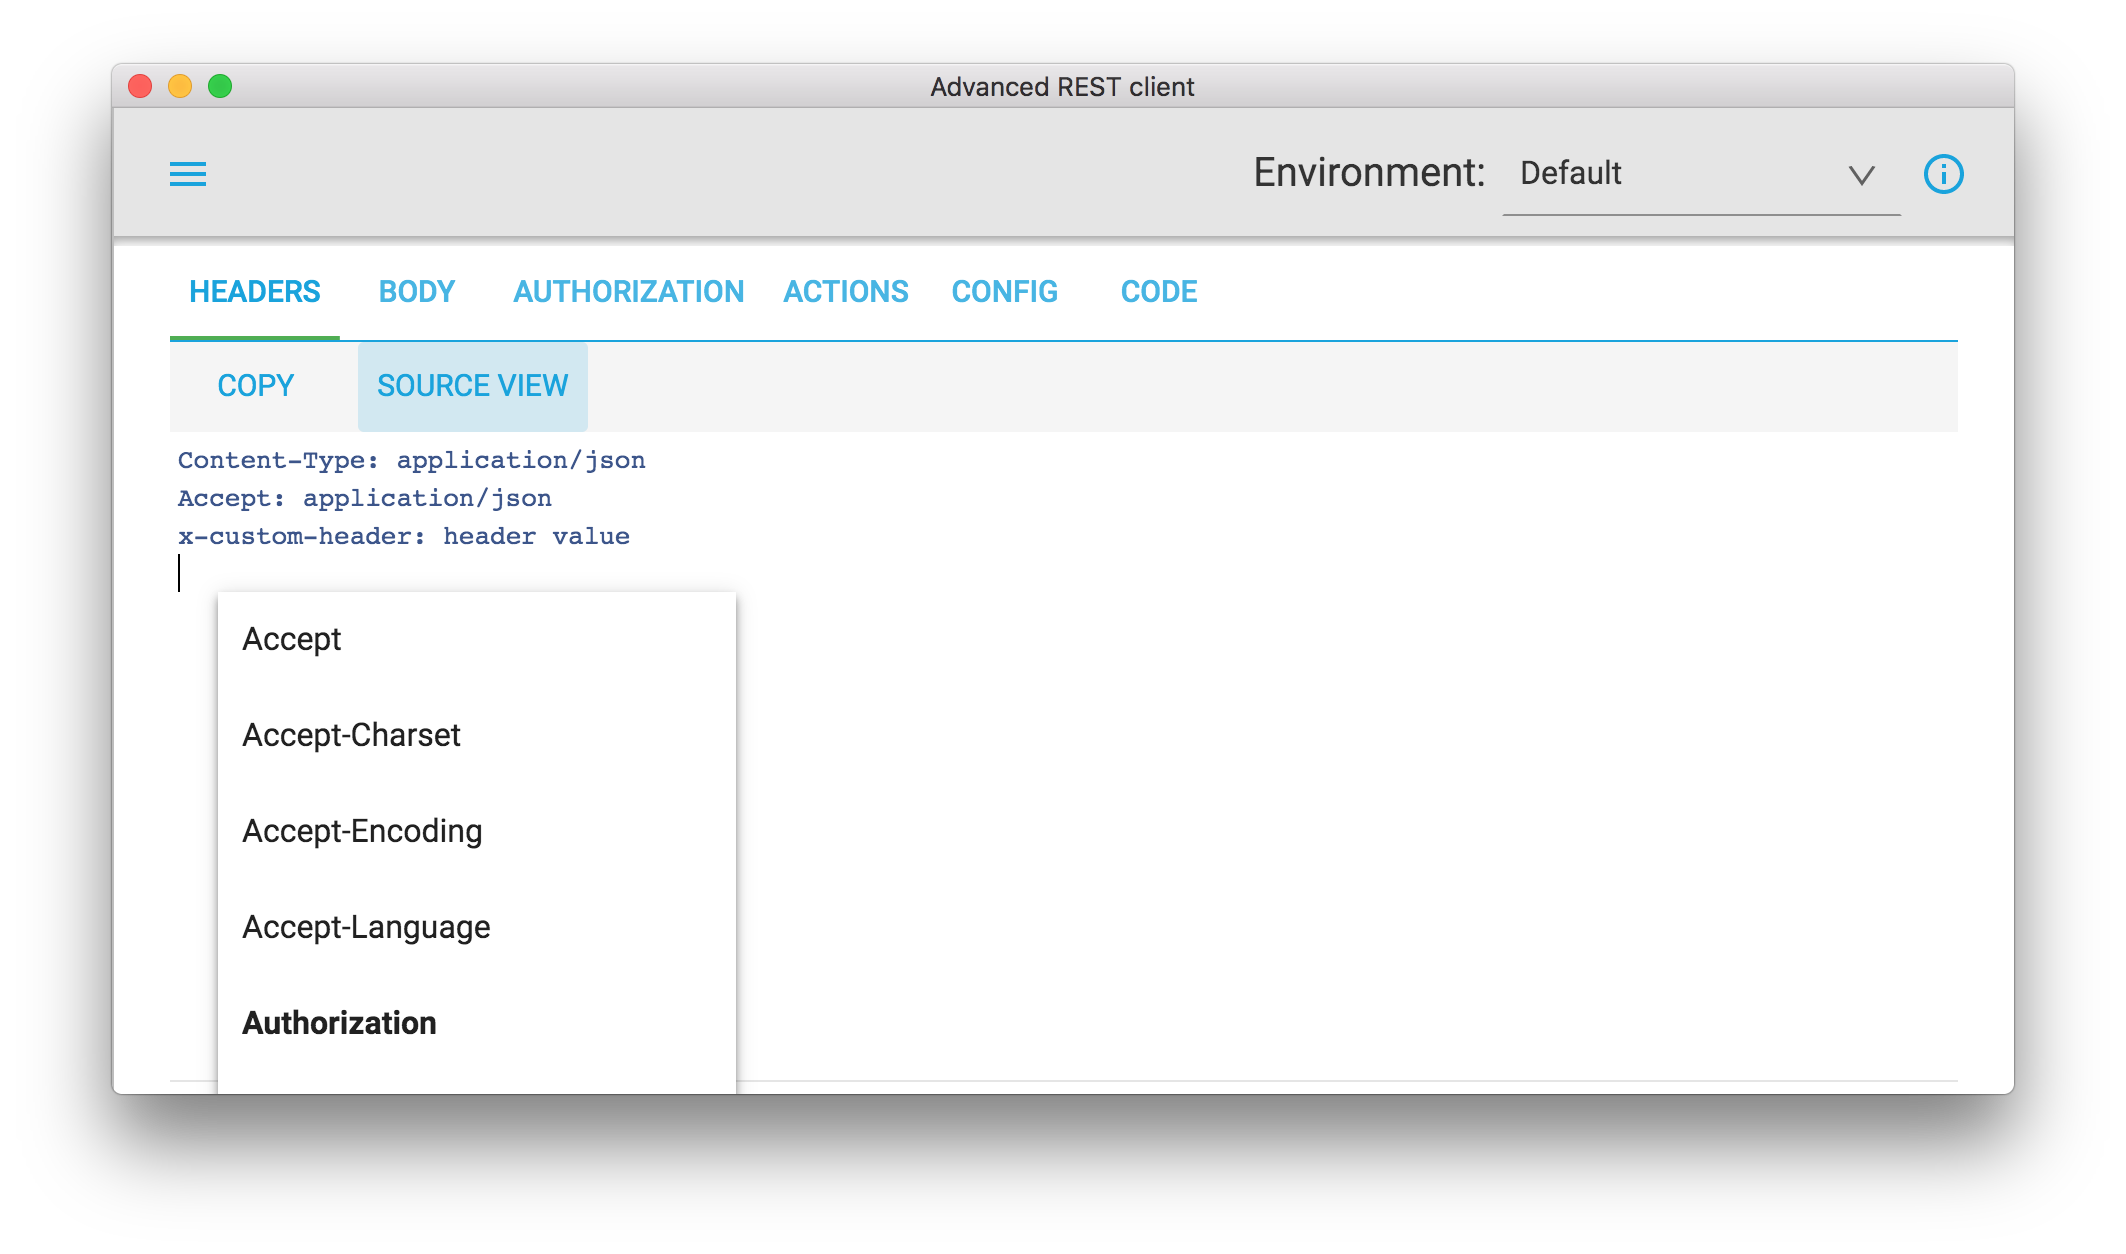 Advanced REST client
Environment: Default
HEADERS BODY AUTHORIZATION ACTIONS CONFIG CODE
COPY SOURCE VIEW
Content-Type: application/json
Accept: application/json
x-custom-header: header value
Accept
Accept-Charset
Accept-Encoding
Accept-Language
Authorization